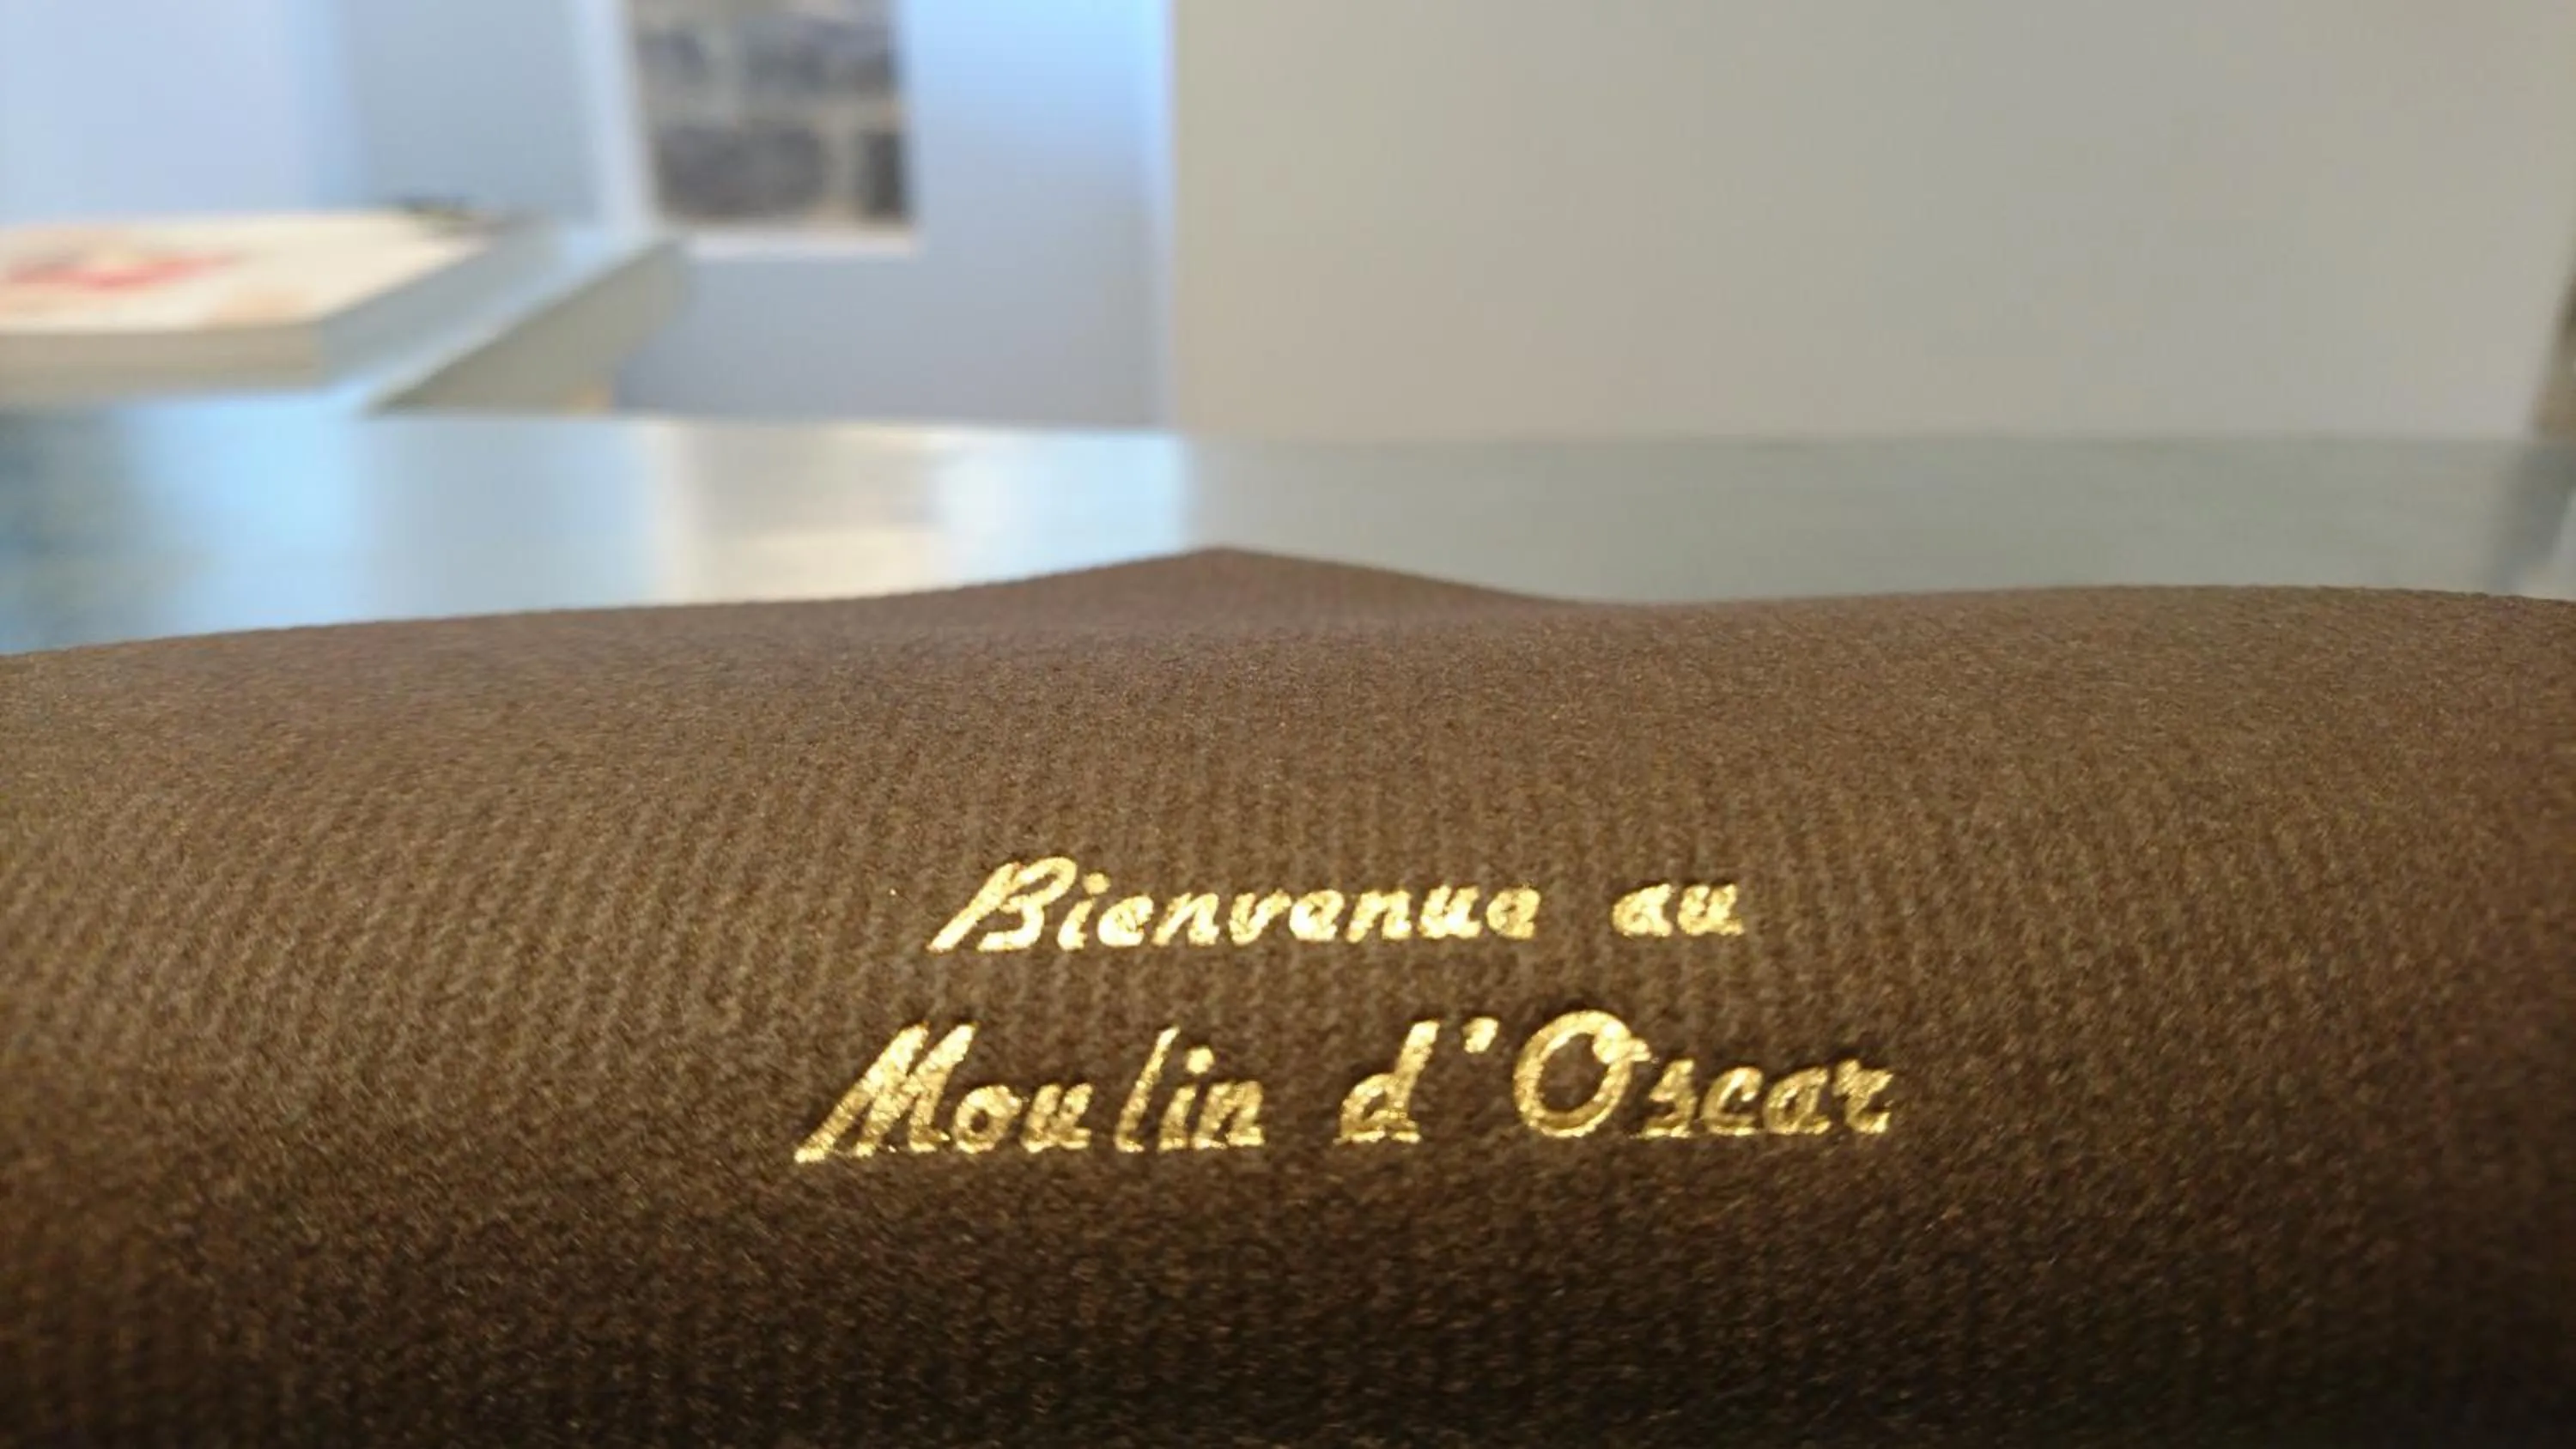 Bienvenue au
Moulin d'Oscar